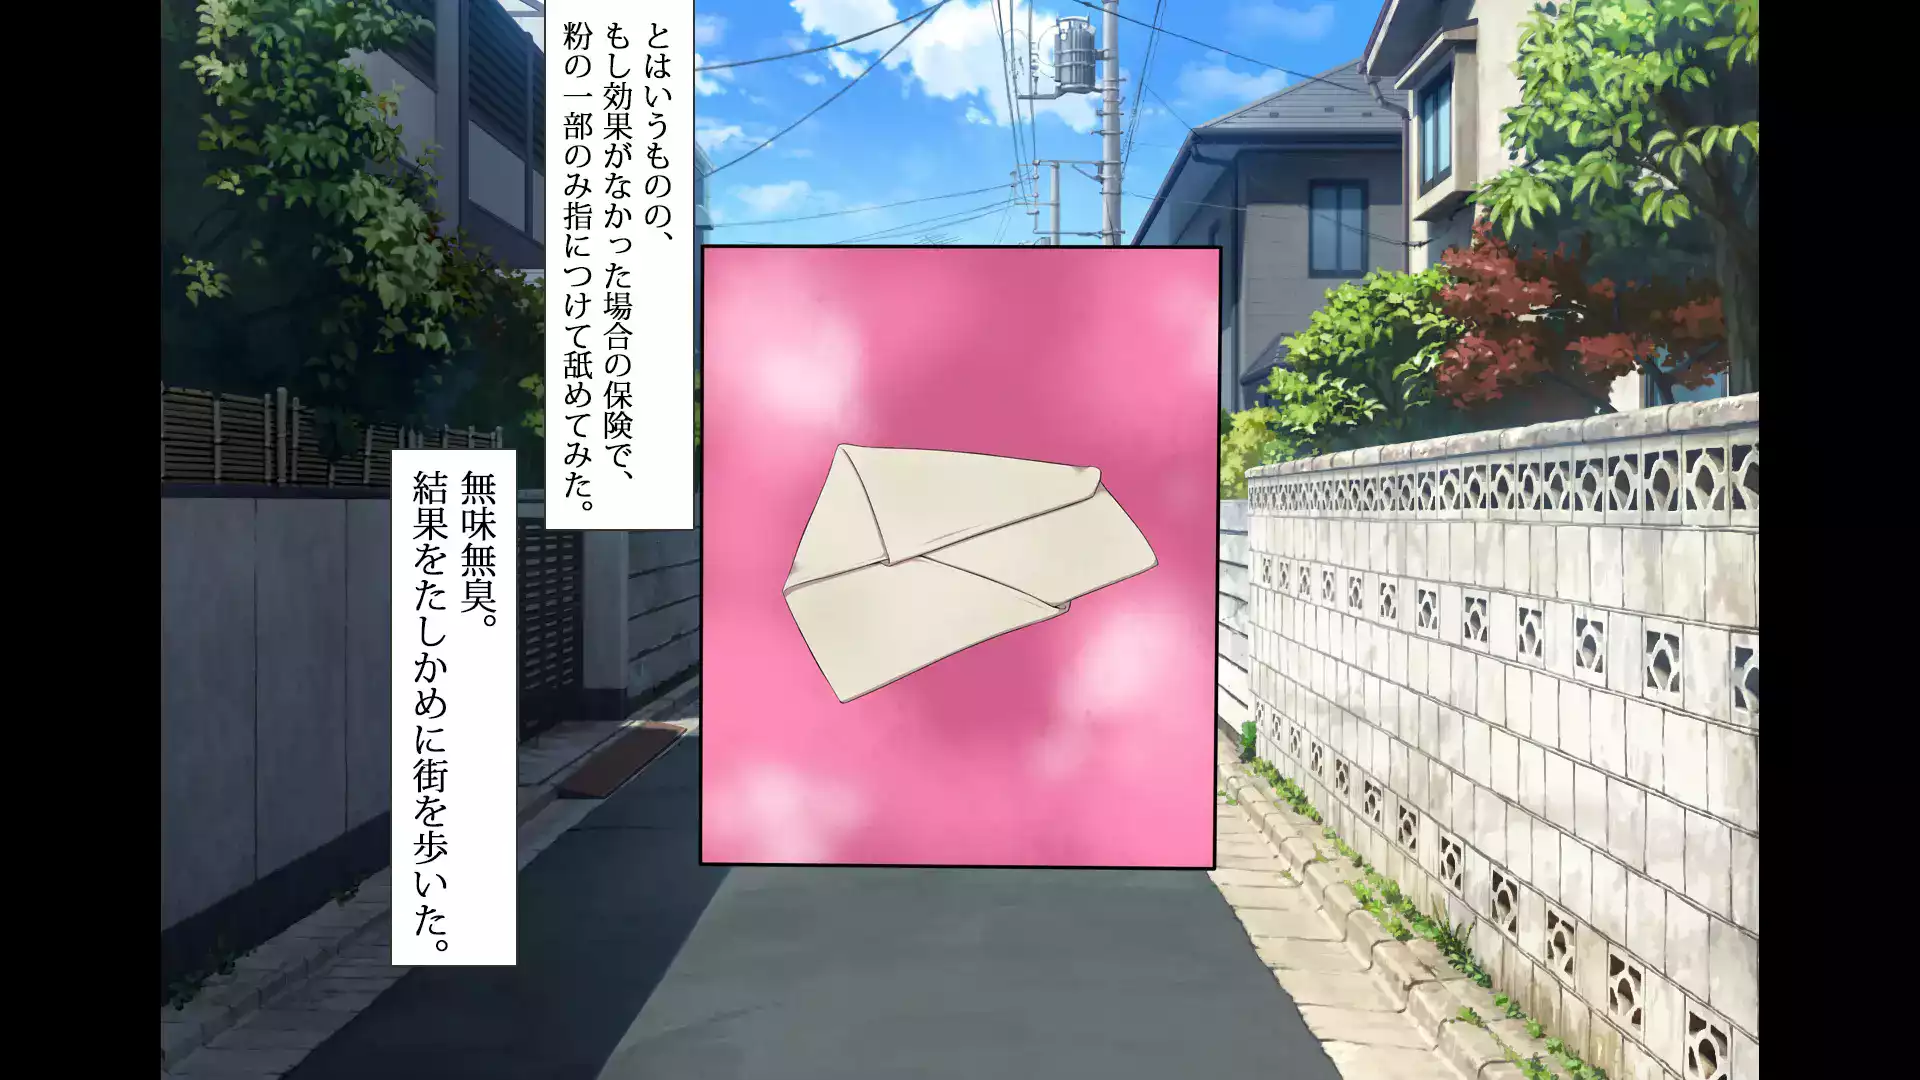 とはいうものの、
もし効果がなかった場合の保険で、
粉の一部のみ指につけて舐めてみた。
無味無臭。
結果をたしかめに街を歩いた。